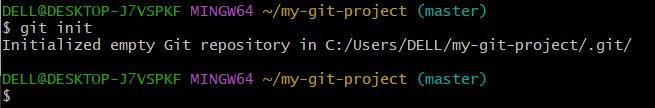 DELL@DESKTOP-J7VSPKF MINGW64 ~/my-git-project (master)
$ git init
Initialized empty Git repository in C:/Users/DELL/my-git-project/.git/
DELL@DESKTOP-J7VSPKF MINGW64 ~/my-git-project (master)
$